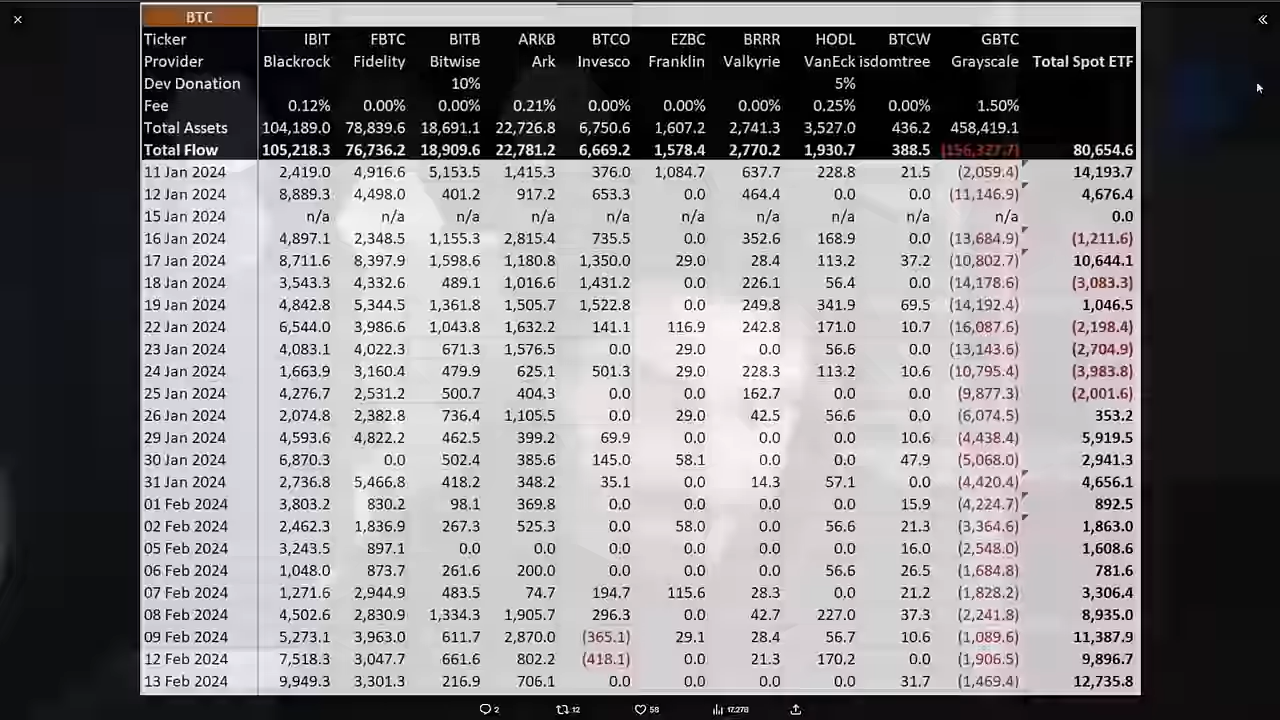 BTC
Ticker IBIT FBTC BITB ARKB BTCO EZBC BRRR HODL BTCW GBTC
Provider Blackrock Fidelity Bitwise Ark Invesco Franklin Valkyrie VanEck isdomtree Grayscale Total Spot ETF
Dev Donation 10% 5%
Fee 0.12% 0.00% 0.00% 0.21% 0.00% 0.00% 0.00% 0.25% 0.00% 1.50%
Total Assets 104,189.0 78,839.6 18,691.1 22,726.8 6,750.6 1,607.2 2,741.3 3,527.0 436.2 458,419.1
Total Flow 105,218.3 76,736.2 18,909.6 22,781.2 6,669.2 1,578.4 2,770.2 1,930.7 388.5 (156,327.7) 80,654.6
11 Jan 2024 2,419.0 4,916.6 5,153.5 1,415.3 376.0 1,084.7 637.7 228.8 21.5 (2,059.4) 14,193.7
12 Jan 2024 8,889.3 4,498.0 401.2 917.2 653.3 0.0 464.4 0.0 0.0 (11,146.9) 4,676.4
15 Jan 2024 n/a n/a n/a n/a n/a n/a n/a n/a n/a n/a 0.0
16 Jan 2024 4,897.1 2,348.5 1,155.3 2,815.4 735.5 0.0 352.6 168.9 0.0 (13,684.9) (1,211.6)
17 Jan 2024 8,711.6 8,397.9 1,598.6 1,180.8 1,350.0 29.0 28.4 113.2 37.2 (10,802.7) 10,644.1
18 Jan 2024 3,543.3 4,332.6 489.1 1,016.6 1,431.2 0.0 226.1 56.4 0.0 (14,178.6) (3,083.3)
19 Jan 2024 4,842.8 5,344.5 1,361.8 1,505.7 1,522.8 0.0 249.8 341.9 69.5 (14,192.4) 1,046.5
22 Jan 2024 6,544.0 3,986.6 1,043.8 1,632.2 141.1 116.9 242.8 171.0 10.7 (16,087.6) (2,198.4)
23 Jan 2024 4,083.1 4,022.3 671.3 1,576.5 0.0 29.0 0.0 56.6 0.0 (13,143.6) (2,704.9)
24 Jan 2024 1,663.9 3,160.4 479.9 625.1 501.3 29.0 228.3 113.2 10.6 (10,795.4) (3,983.8)
25 Jan 2024 4,276.7 2,531.2 500.7 404.3 0.0 0.0 162.7 0.0 0.0 (9,877.3) (2,001.6)
26 Jan 2024 2,074.8 2,382.8 736.4 1,105.5 0.0 29.0 42.5 56.6 0.0 (6,074.5) 353.2
29 Jan 2024 4,593.6 4,822.2 462.5 399.2 69.9 0.0 0.0 0.0 10.6 (4,438.4) 5,919.5
30 Jan 2024 6,870.3 0.0 502.4 385.6 145.0 58.1 0.0 0.0 47.9 (5,068.0) 2,941.3
31 Jan 2024 2,736.8 5,466.8 418.2 348.2 35.1 0.0 14.3 57.1 0.0 (4,420.4) 4,656.1
01 Feb 2024 3,803.2 830.2 98.1 369.8 0.0 0.0 0.0 0.0 15.9 (4,224.7) 892.5
02 Feb 2024 2,462.3 1,836.9 267.3 525.3 0.0 58.0 0.0 56.6 21.3 (3,364.6) 1,863.0
05 Feb 2024 3,243.5 897.1 0.0 0.0 0.0 0.0 0.0 0.0 16.0 (2,548.0) 1,608.6
06 Feb 2024 1,048.0 873.7 261.6 200.0 0.0 0.0 0.0 56.6 26.5 (1,684.8) 781.6
07 Feb 2024 1,271.6 2,944.9 483.5 74.7 194.7 115.6 28.3 0.0 21.2 (1,828.2) 3,306.4
08 Feb 2024 4,502.6 2,830.9 1,334.3 1,905.7 296.3 0.0 42.7 227.0 37.3 (2,241.8) 8,935.0
09 Feb 2024 5,273.1 3,963.0 611.7 2,870.0 (365.1) 29.1 28.4 56.7 10.6 (1,089.6) 11,387.9
12 Feb 2024 7,518.3 3,047.7 661.6 802.2 (418.1) 0.0 21.3 170.2 0.0 (1,906.5) 9,896.7
13 Feb 2024 9,949.3 3,301.3 216.9 706.1 0.0 0.0 0.0 0.0 31.7 (1,469.4) 12,735.8
2 12 58 17,278